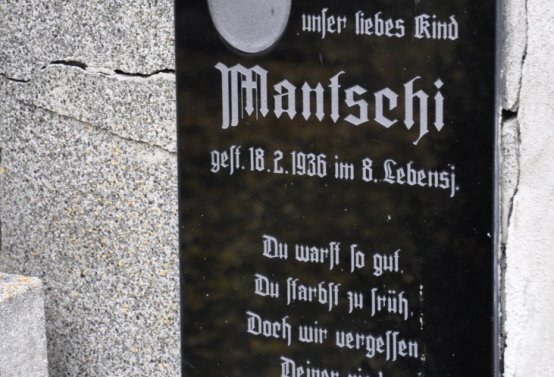 unser liebes Kind
Mantschi
gest. 18.2.1936 im 8. Lebensj.
Du warst so gut,
Du starbst zu früh,
Doch wir vergessen
Deiner